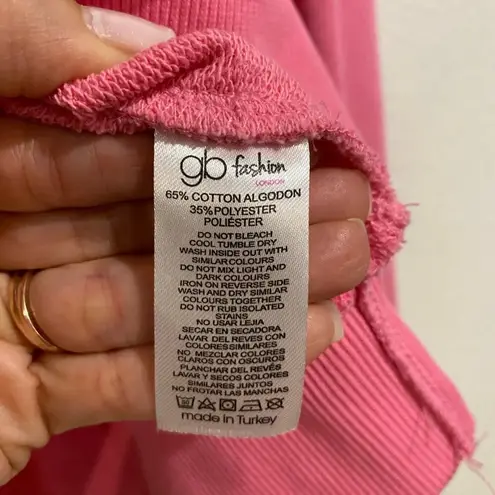 gb fashion
LONDON
65% COTTON ALGODON
35% POLYESTER
POLIÉSTER
DO NOT BLEACH
COOL TUMBLE DRY
WASH INSIDE OUT WITH
SIMILAR COLOURS
DO NOT MIX LIGHT AND
DARK COLOURS
IRON ON REVERSE SIDE
WASH AND DRY SIMILAR
COLOURS TOGETHER
DO NOT RUB ISOLATED
STAINS
NO USAR LEJIA
SECAR EN SECADORA
LAVAR DEL REVES CON
COLORES SIMILARES
NO MEZCLAR COLORES
CLAROS CON OSCUROS
PLANCHAR DEL REVÉS
LAVAR Y SECOS COLORES
SIMILARES JUNTOS
NO FROTAR LAS MANCHAS
made in Turkey